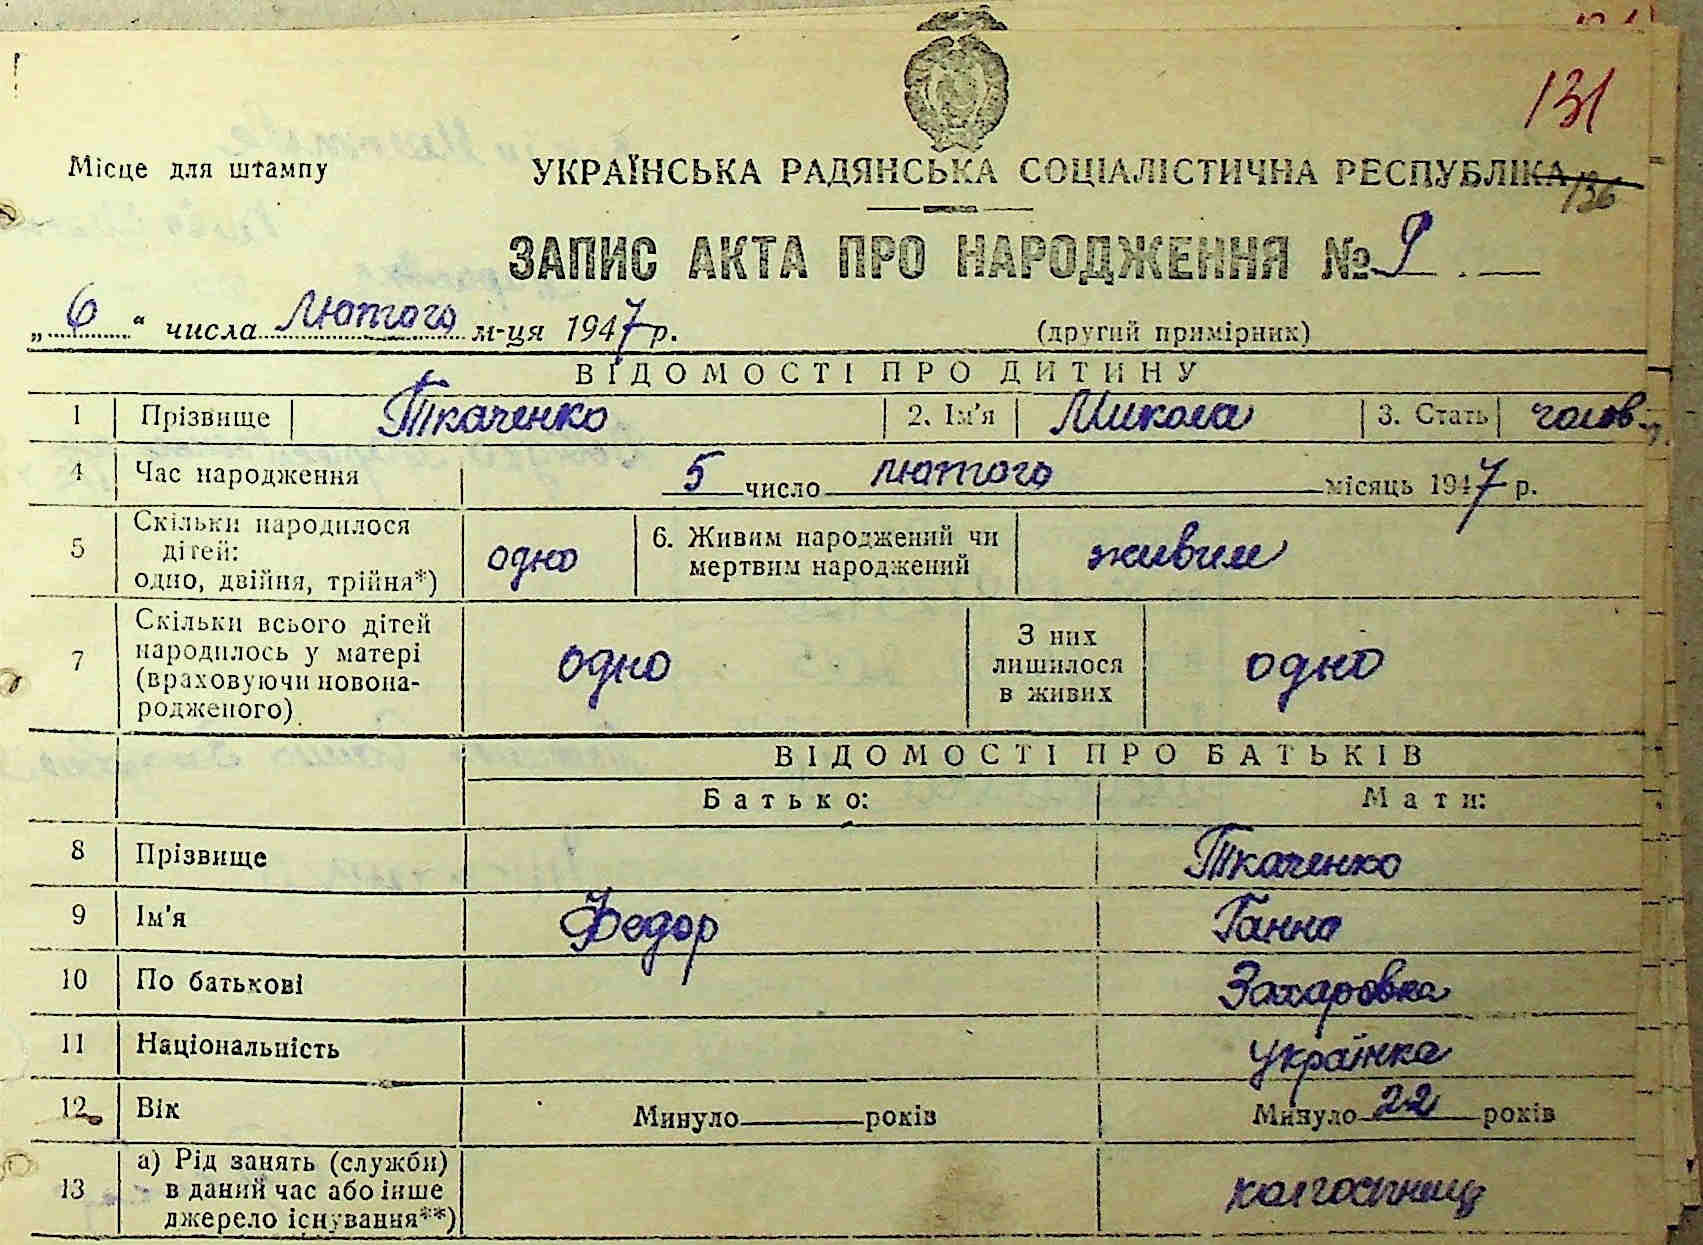 131
Місце для штампу
УКРАЇНСЬКА РАДЯНСЬКА СОЦІАЛІСТИЧНА РЕСПУБЛІКА
136
ЗАПИС АКТА ПРО НАРОДЖЕННЯ № 9
„6“ числа лютого м-ця 1947 р. (другий примірник)
ВІДОМОСТІ ПРО ДИТИНУ
1 Прізвище Ткаченко 2. Ім'я Микола 3. Стать чолов.
4 Час народження 5 число лютого місяць 1947 р.
5 Скільки народилося дітей: одно, двійня, трійня*) одно 6. Живим народжений чи мертвим народжений живим
7 Скільки всього дітей народилось у матері (враховуючи новонародженого) одно З них лишилося в живих одно
ВІДОМОСТІ ПРО БАТЬКІВ
Батько: Мати:
8 Прізвище Ткаченко
9 Ім'я Федор Ганна
10 По батькові Захаровна
11 Національність українка
12 Вік Минуло років Минуло 22 років
13 а) Рід занять (служби) в даний час або інше джерело існування**) колгоспниц